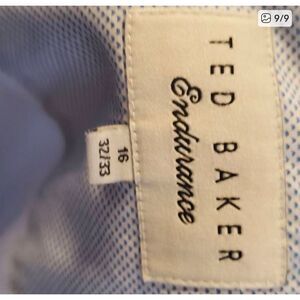 TED BAKER
Endurance
16
32/33
9/9